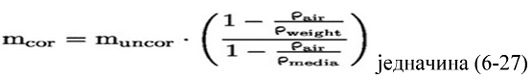 m_cor = m_uncor · ( (1 − ρ_air/ρ_weight) / (1 − ρ_air/ρ_media) ) једначина (6-27)